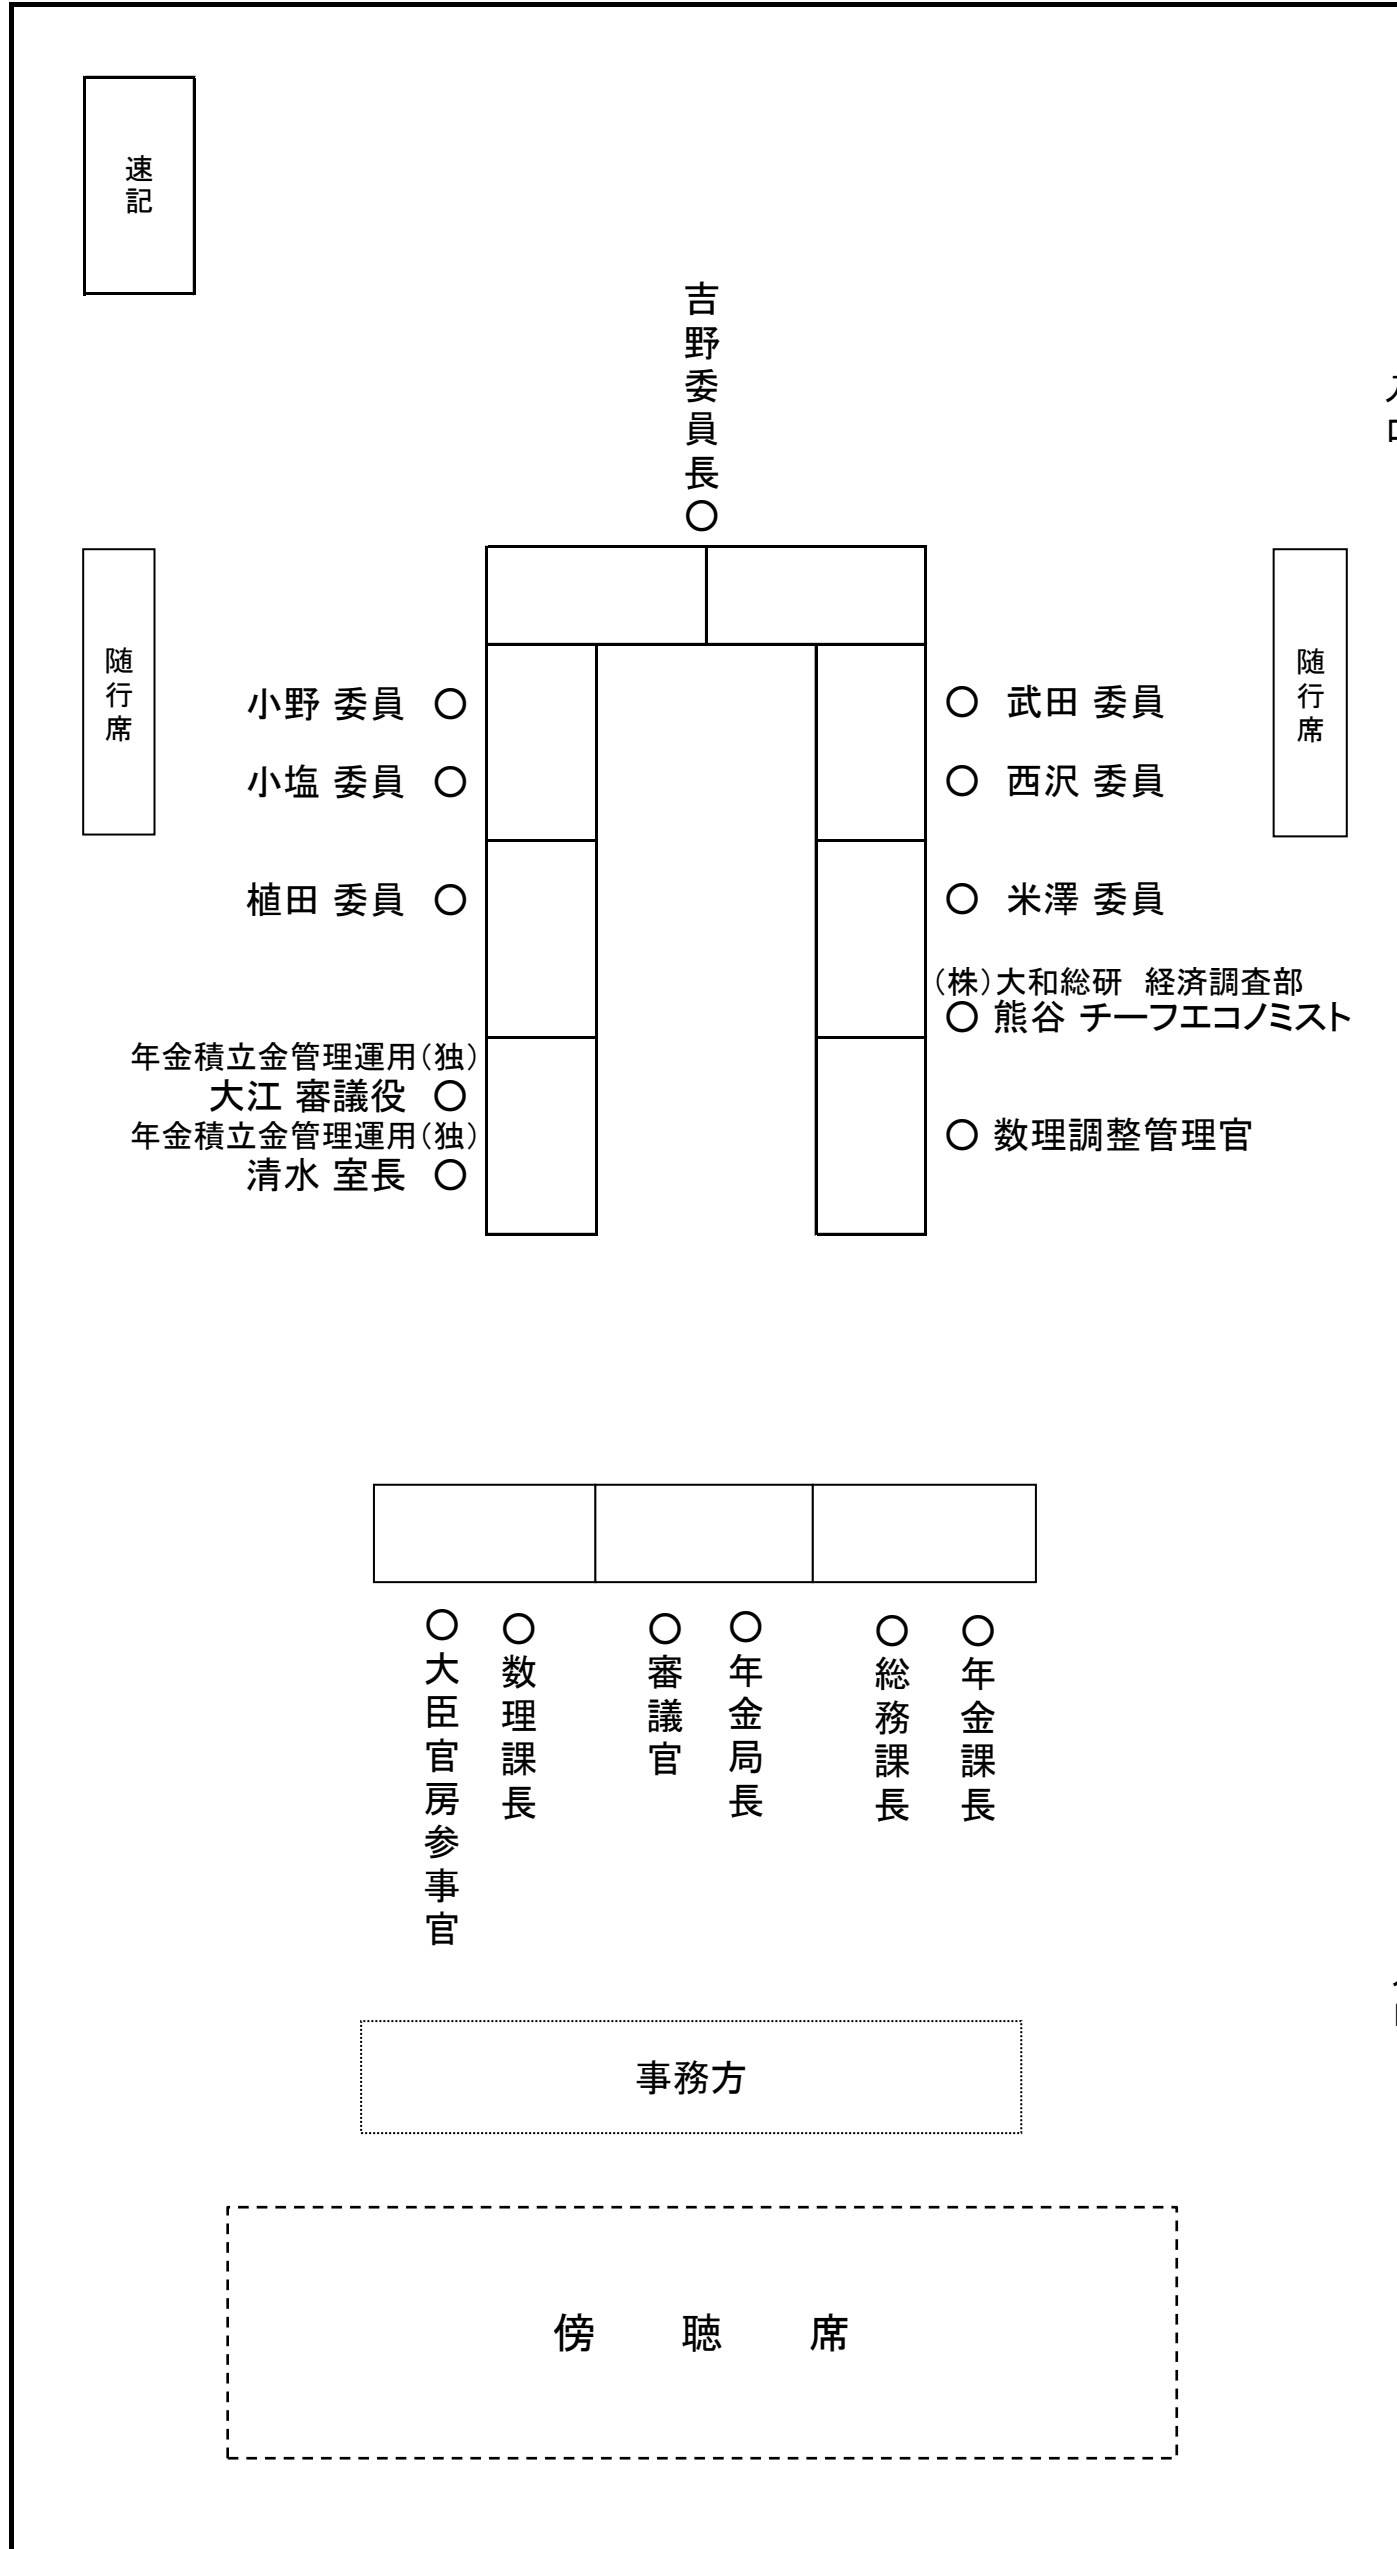 速記
吉野委員長○
随行席
随行席
小野 委員 ○
○ 武田 委員
小塩 委員 ○
○ 西沢 委員
植田 委員 ○
○ 米澤 委員
(株)大和総研　経済調査部
○ 熊谷 チーフエコノミスト
年金積立金管理運用(独)
大江 審議役 ○
年金積立金管理運用(独)
清水 室長 ○
○ 数理調整管理官
○大臣官房参事官
○数理課長
○審議官
○年金局長
○総務課長
○年金課長
事務方
傍　聴　席